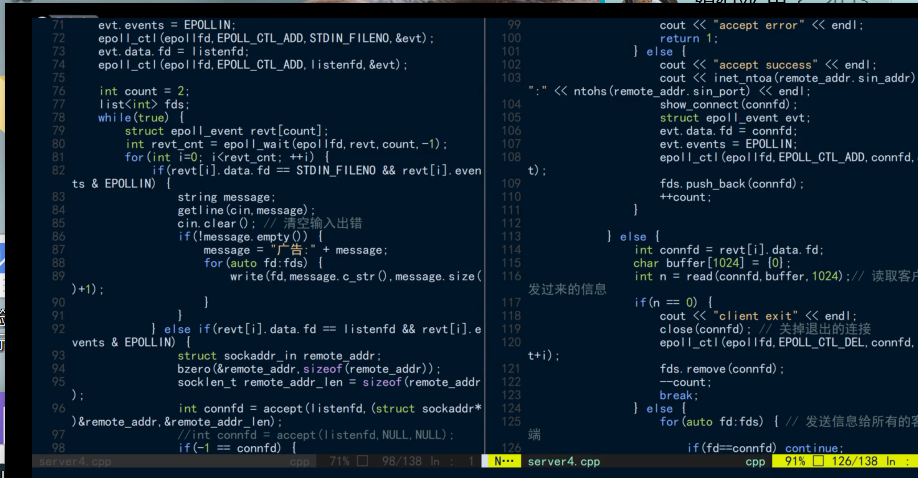 71 evt.events = EPOLLIN;
72 epoll_ctl(epollfd,EPOLL_CTL_ADD,STDIN_FILENO,&evt);
73 evt.data.fd = listenfd;
74 epoll_ctl(epollfd,EPOLL_CTL_ADD,listenfd,&evt);
75
76 int count = 2;
77 list<int> fds;
78 while(true) {
79 struct epoll_event revt[count];
80 int revt_cnt = epoll_wait(epollfd,revt,count,-1);
81 for(int i=0; i<revt_cnt; ++i) {
82 if(revt[i].data.fd == STDIN_FILENO && revt[i].even
ts & EPOLLIN) {
83 string message;
84 getline(cin,message);
85 cin.clear(); // 清空输入出错
86 if(!message.empty()) {
87 message = "广告:" + message;
88 for(auto fd:fds) {
89 write(fd,message.c_str(),message.size(
)+1);
90 }
91 }
92 } else if(revt[i].data.fd == listenfd && revt[i].e
vents & EPOLLIN) {
93 struct sockaddr_in remote_addr;
94 bzero(&remote_addr,sizeof(remote_addr));
95 socklen_t remote_addr_len = sizeof(remote_addr
);
96 int connfd = accept(listenfd, (struct sockaddr*
)&remote_addr,&remote_addr_len);
97 //int connfd = accept(listenfd,NULL,NULL);
98 if(-1 == connfd) {
server4.cpp cpp 71% 98/138 ln : 1
99 cout << "accept error" << endl;
100 return 1;
101 } else {
102 cout << "accept success" << endl;
103 cout << inet_ntoa(remote_addr.sin_addr)
":" << ntohs(remote_addr.sin_port) << endl;
104 show_connect(connfd);
105 struct epoll_event evt;
106 evt.data.fd = connfd;
107 evt.events = EPOLLIN;
108 epoll_ctl(epollfd,EPOLL_CTL_ADD,connfd,
t);
109 fds.push_back(connfd);
110 ++count;
111 }
112
113 } else {
114 int connfd = revt[i].data.fd;
115 char buffer[1024] = {0};
116 int n = read(connfd,buffer,1024);// 读取客户
发过来的信息
117 if(n == 0) {
118 cout << "client exit" << endl;
119 close(connfd); // 关掉退出的连接
120 epoll_ctl(epollfd,EPOLL_CTL_DEL,connfd,
t+i);
121 fds.remove(connfd);
122 --count;
123 break;
124 } else {
125 for(auto fd:fds) { // 发送信息给所有的客
端
126 if(fd==connfd) continue;
N… server4.cpp cpp 91% 126/138 ln :